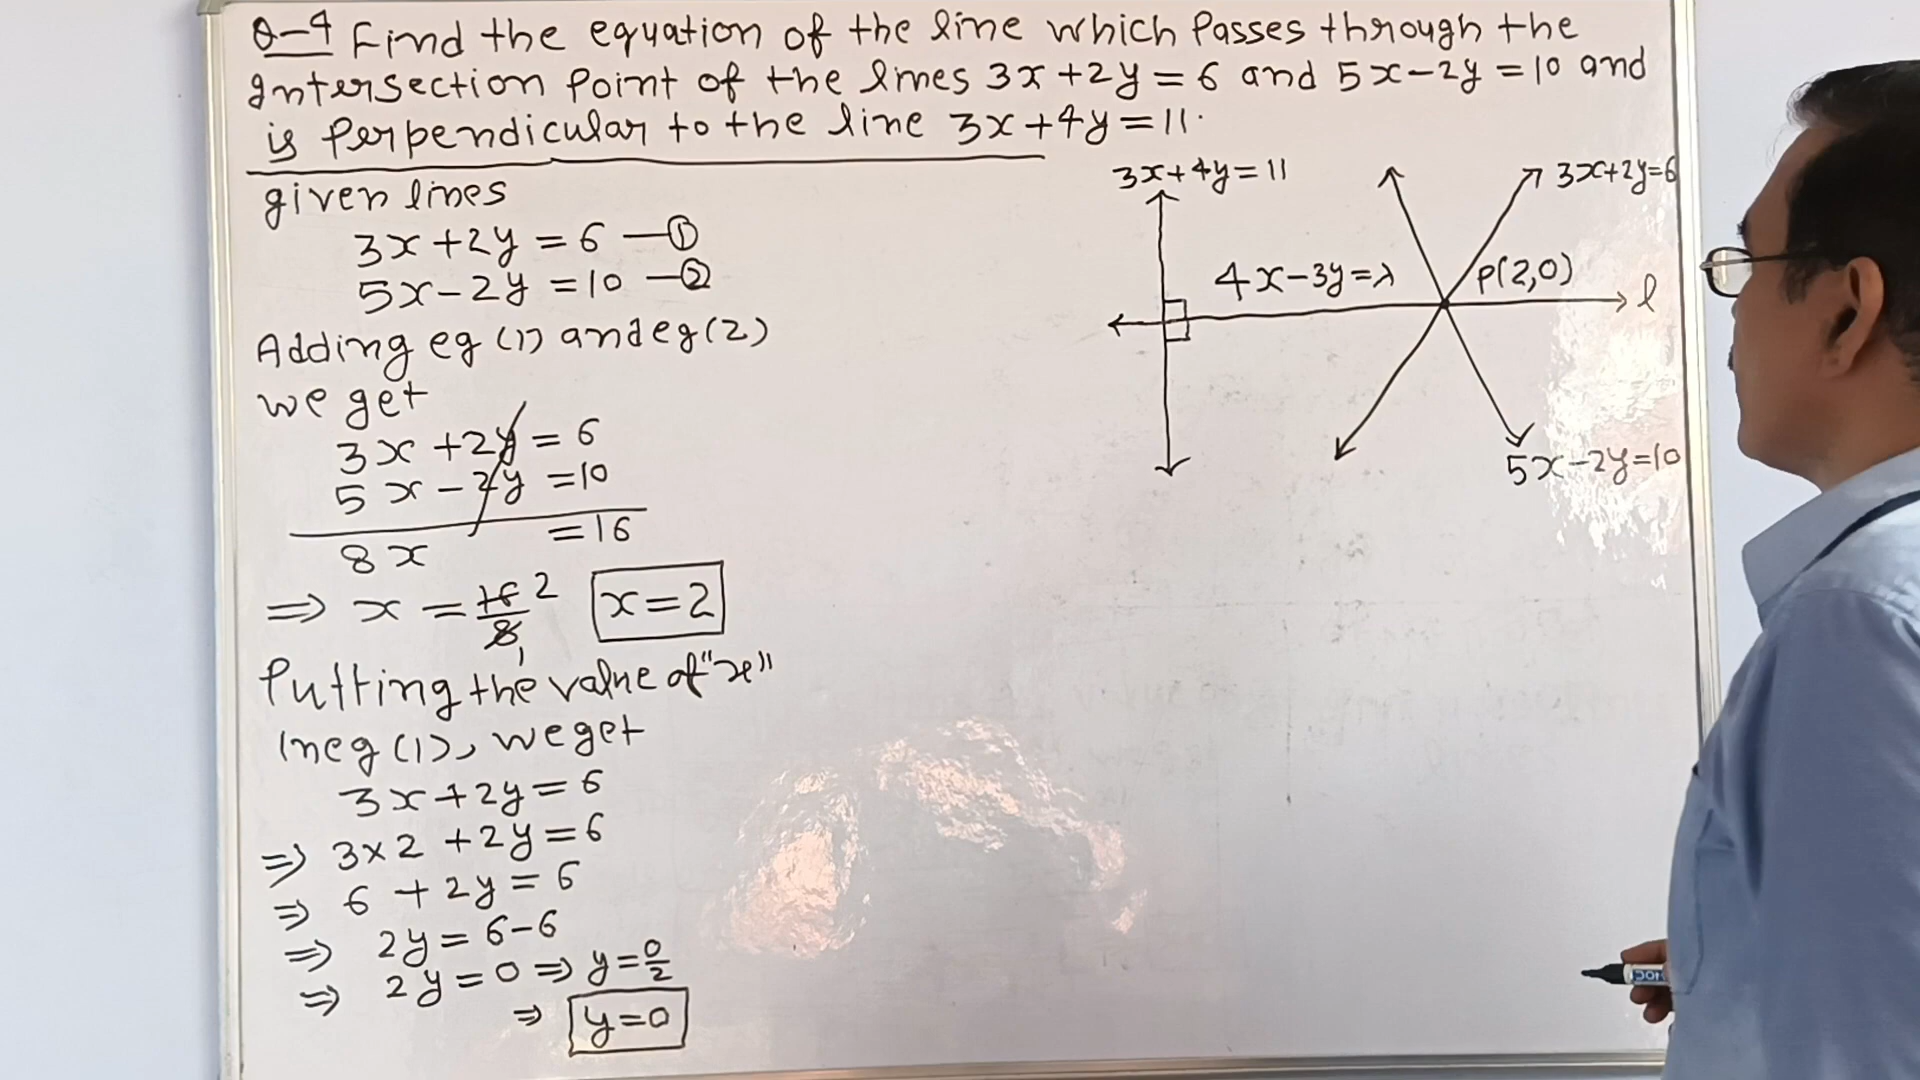 Q-4 Find the equation of the line which Passes through the
Intersection Point of the lines 3x+2y=6 and 5x-2y=10 and
is Perpendicular to the line 3x+4y=11.
given lines
3x+2y=6 —①
5x-2y=10 —②
Adding eq (1) and eq (2)
we get
3x+2y=6
5x-2y=10
8x =16
⇒ x = 16/8 2 1 x=2
Putting the value of "x"
In eq (1), we get
3x+2y=6
⇒ 3×2+2y=6
⇒ 6+2y=6
⇒ 2y=6-6
⇒ 2y=0 ⇒ y=0/2
⇒ y=0
3x+4y=11
3x+2y=6
4x-3y=λ
P(2,0)
l
5x-2y=10